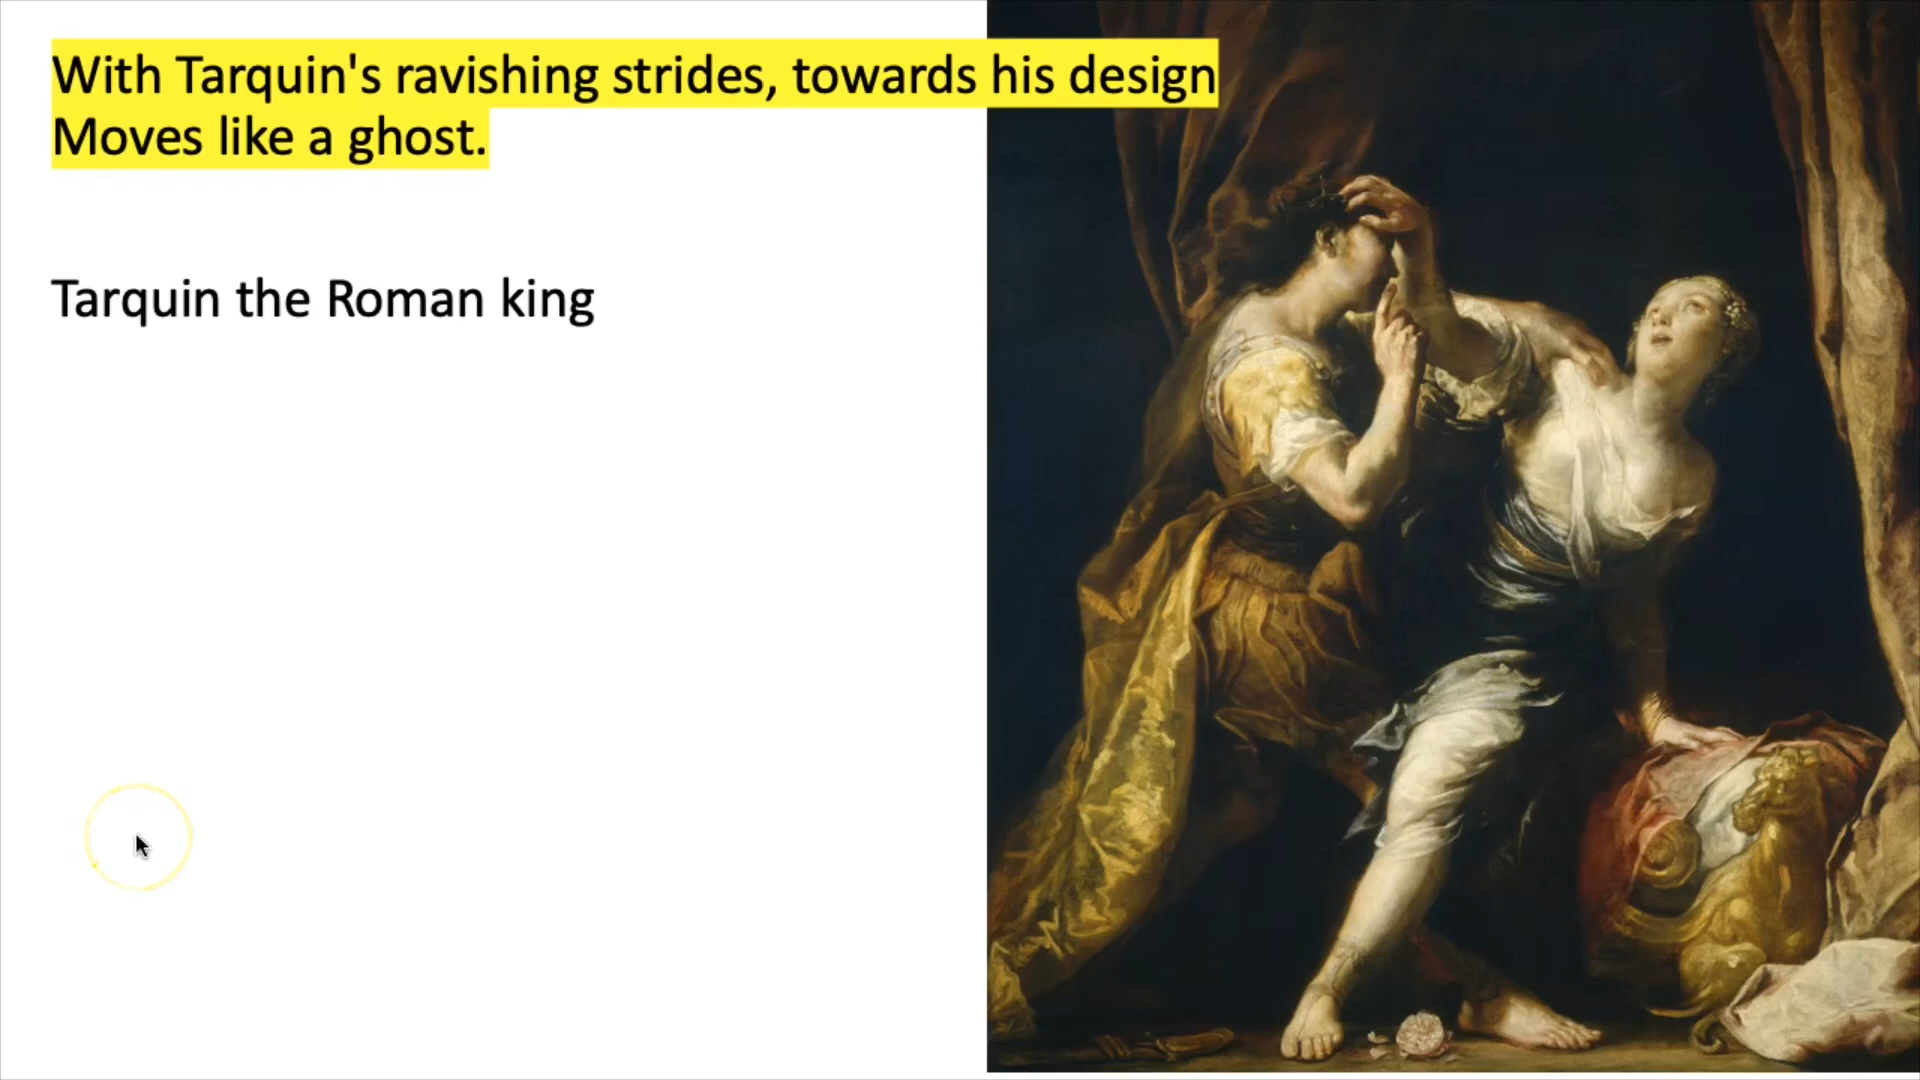 With Tarquin's ravishing strides, towards his design
Moves like a ghost.
Tarquin the Roman king